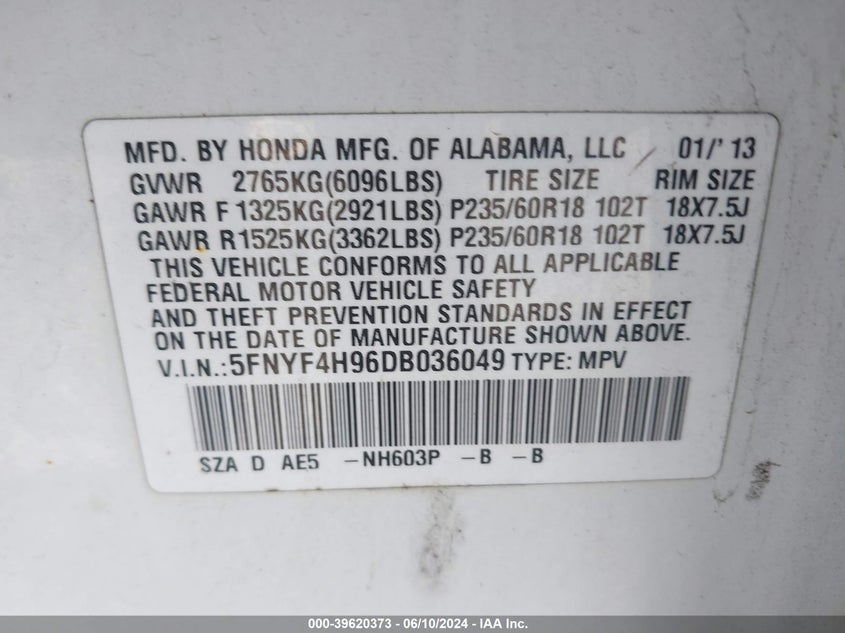 MFD. BY HONDA MFG. OF ALABAMA, LLC 01/'13
GVWR 2765KG(6096LBS) TIRE SIZE RIM SIZE
GAWR F1325KG(2921LBS) P235/60R18 102T 18X7.5J
GAWR R1525KG(3362LBS) P235/60R18 102T 18X7.5J
THIS VEHICLE CONFORMS TO ALL APPLICABLE
FEDERAL MOTOR VEHICLE SAFETY
AND THEFT PREVENTION STANDARDS IN EFFECT
ON THE DATE OF MANUFACTURE SHOWN ABOVE.
V.I.N.:5FNYF4H96DB036049 TYPE: MPV
SZA D AE5 -NH603P -B -B
000-39620373 - 06/10/2024 - IAA Inc.